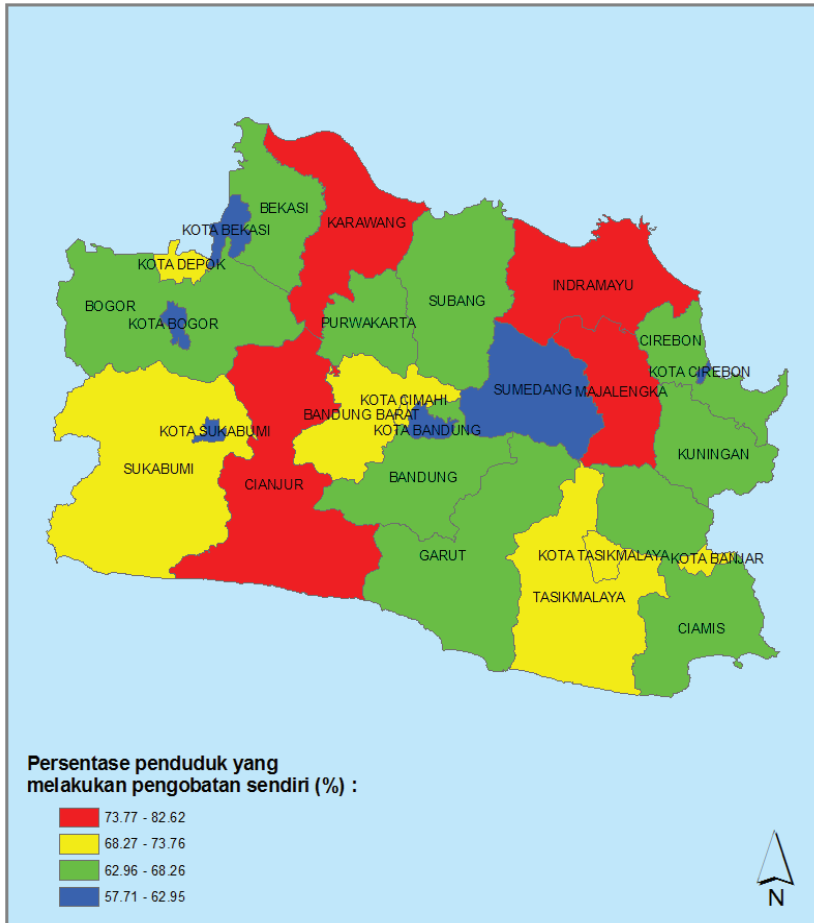 BEKASI
KARAWANG
KOTA BEKASI
KOTA DEPOK
INDRAMAYU
BOGOR
SUBANG
KOTA BOGOR
PURWAKARTA
CIREBON
KOTA CIREBON
SUMEDANG
MAJALENGKA
KOTA CIMAHI
BANDUNG BARAT
KOTA BANDUNG
KOTA SUKABUMI
KUNINGAN
SUKABUMI
BANDUNG
CIANJUR
GARUT
KOTA TASIKMALAYA
KOTA BANJAR
TASIKMALAYA
CIAMIS
Persentase penduduk yang
melakukan pengobatan sendiri (%) :
73.77 - 82.62
68.27 - 73.76
62.96 - 68.26
57.71 - 62.95
N